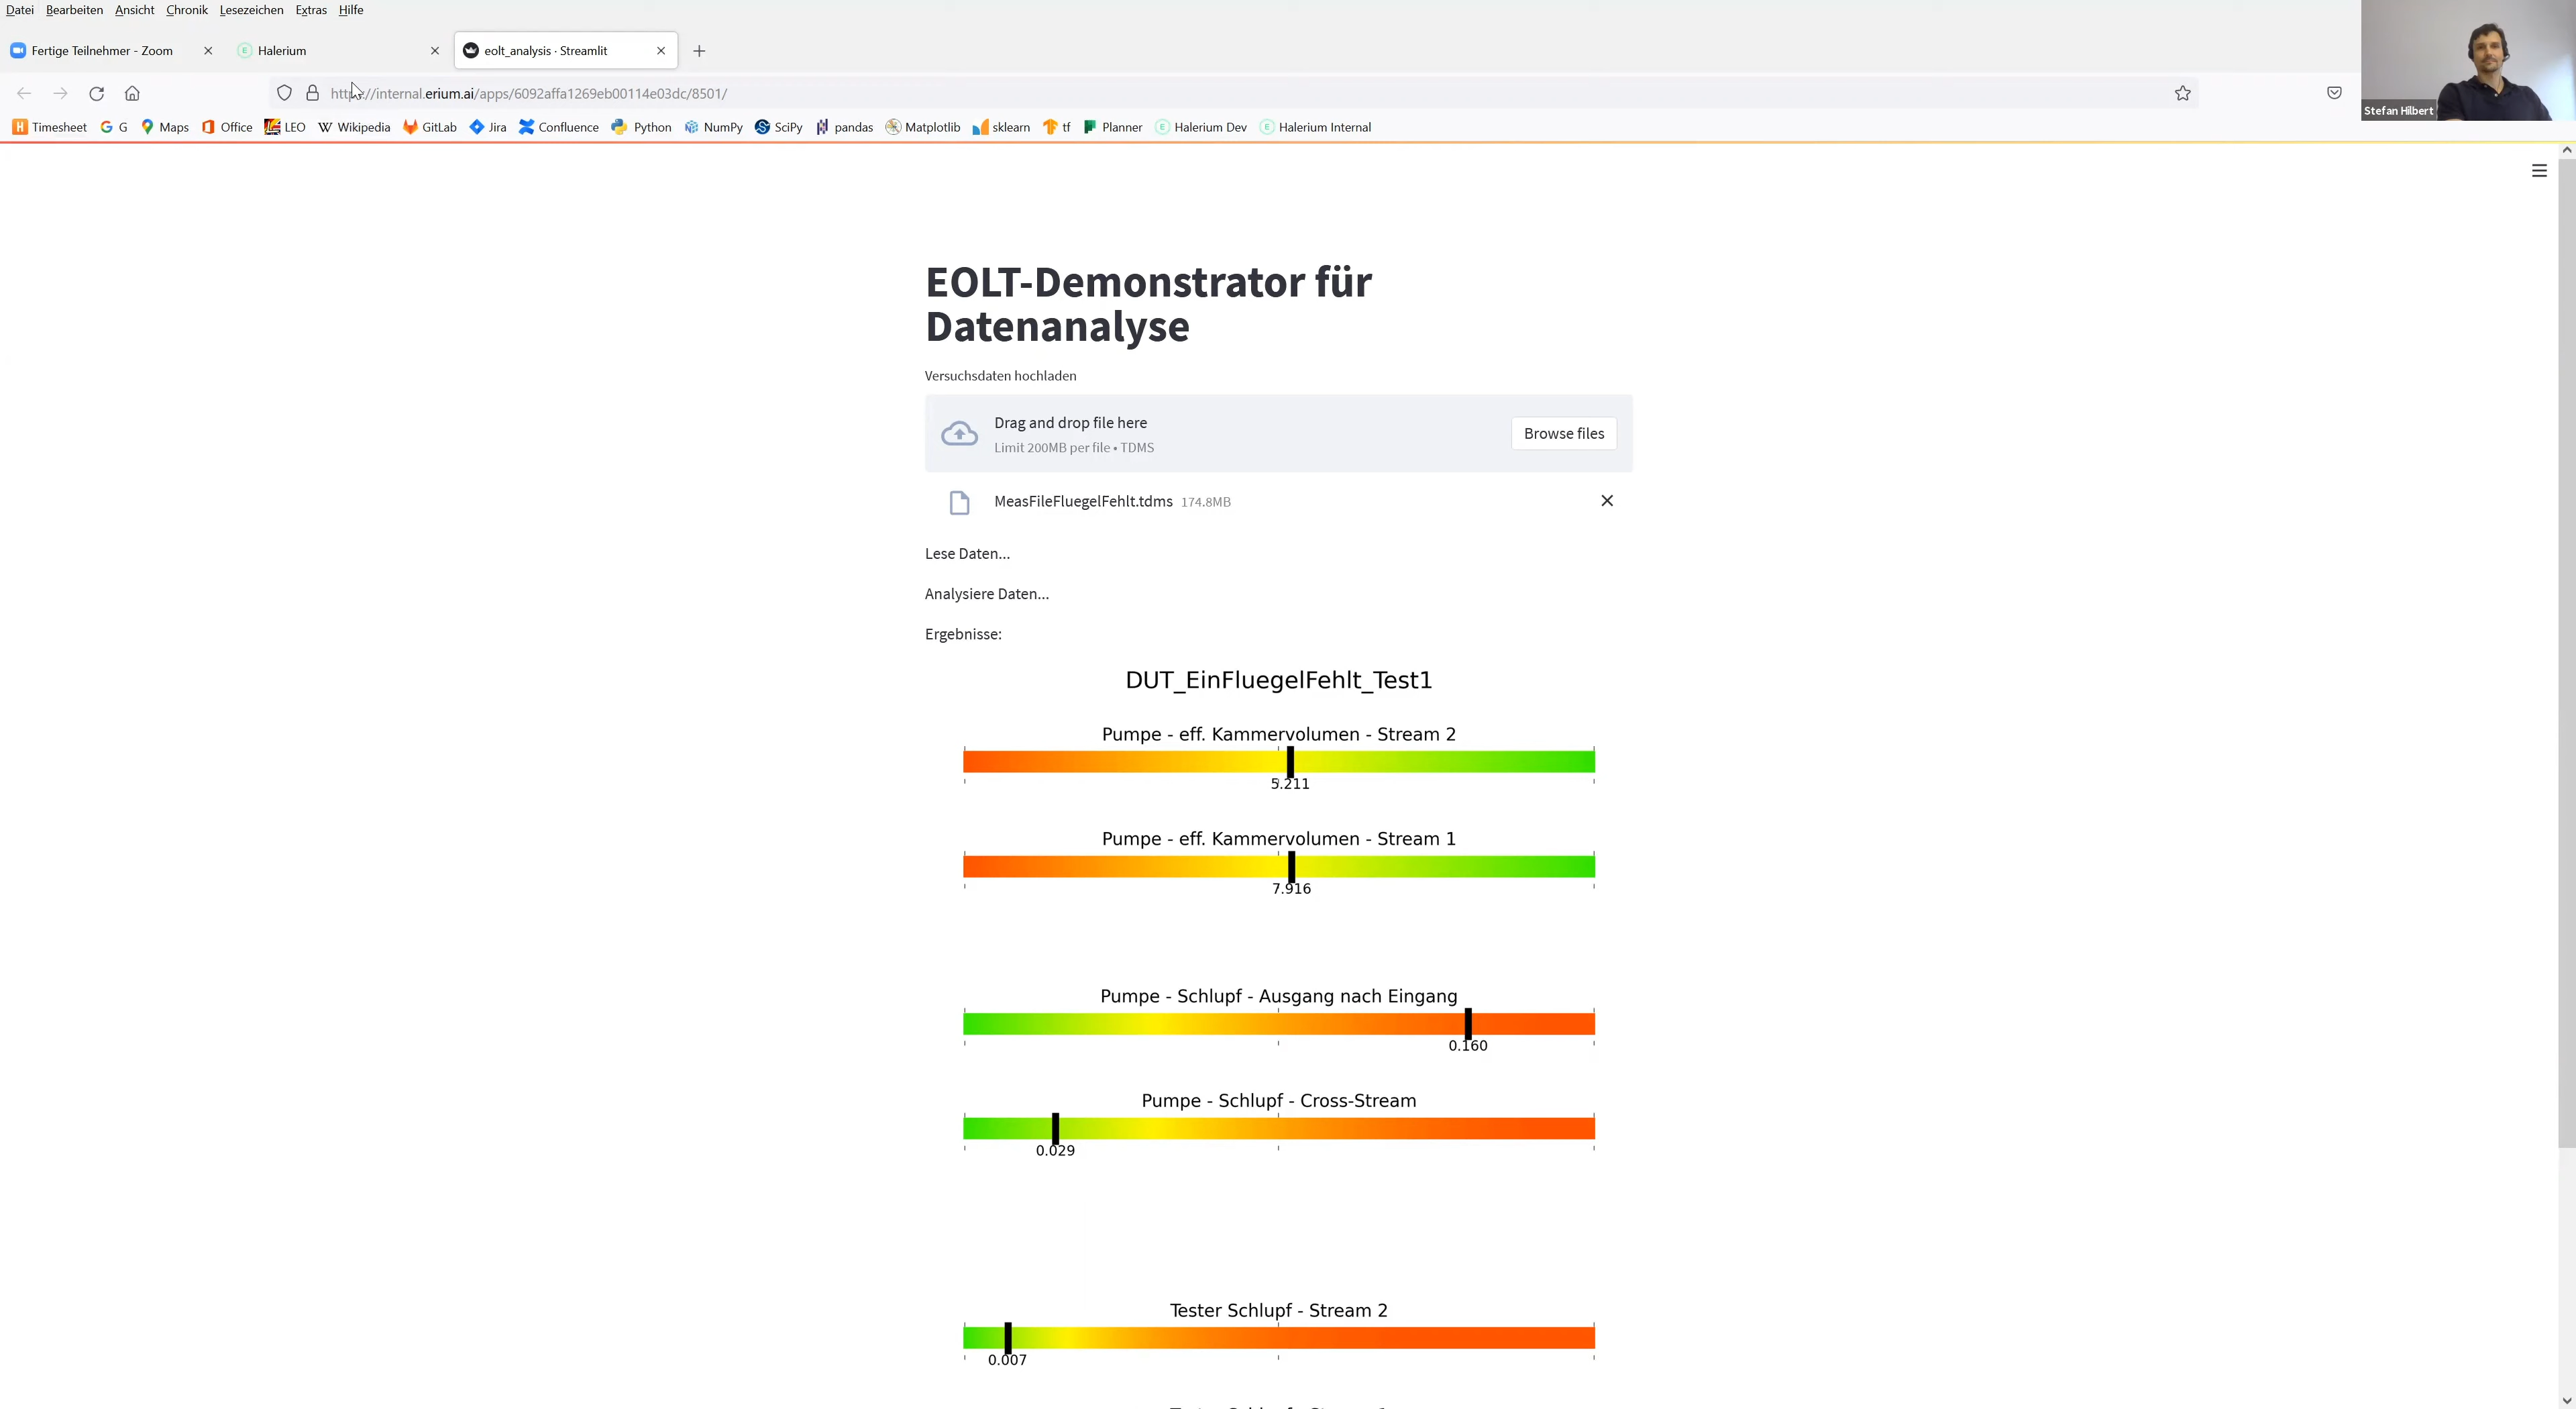 Datei Bearbeiten Ansicht Chronik Lesezeichen Extras Hilfe
Fertige Teilnehmer - Zoom
Halerium
eolt_analysis · Streamlit
internal.erium.ai/apps/6092affa1269eb00114e03dc/8501/
Timesheet G Maps Office LEO Wikipedia GitLab Jira Confluence Python NumPy SciPy pandas Matplotlib sklearn tf Planner Halerium Dev Halerium Internal
Stefan Hilbert
EOLT-Demonstrator für
Datenanalyse
Versuchsdaten hochladen
Drag and drop file here
Limit 200MB per file • TDMS
Browse files
MeasFileFluegelFehlt.tdms 174.8MB
Lese Daten...
Analysiere Daten...
Ergebnisse:
DUT_EinFluegelFehlt_Test1
Pumpe - eff. Kammervolumen - Stream 2
5.211
Pumpe - eff. Kammervolumen - Stream 1
7.916
Pumpe - Schlupf - Ausgang nach Eingang
0.160
Pumpe - Schlupf - Cross-Stream
0.029
Tester Schlupf - Stream 2
0.007